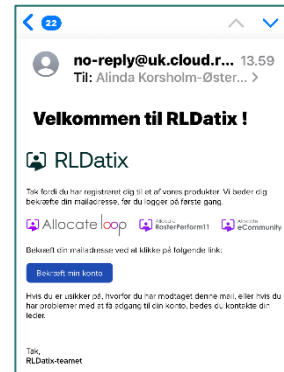 22
no-reply@uk.cloud.r... 13.59
Til: Alinda Korsholm-Øster... >
Velkommen til RLDatix !
RLDatix
Tak fordi du har registreret dig til et af vores produkter. Vi beder dig
bekræfte din mailadresse, før du logger på første gang.
Allocate loop Allocate RosterPerform11 Allocate eCommunity
Bekræft din mailadresse ved at klikke på følgende link:
Bekræft min konto
Hvis du er usikker på, hvorfor du har modtaget denne mail, eller hvis du
har problemer med at få adgang til din konto, bedes du kontakte din
leder.
Tak,
RLDatix-teamet